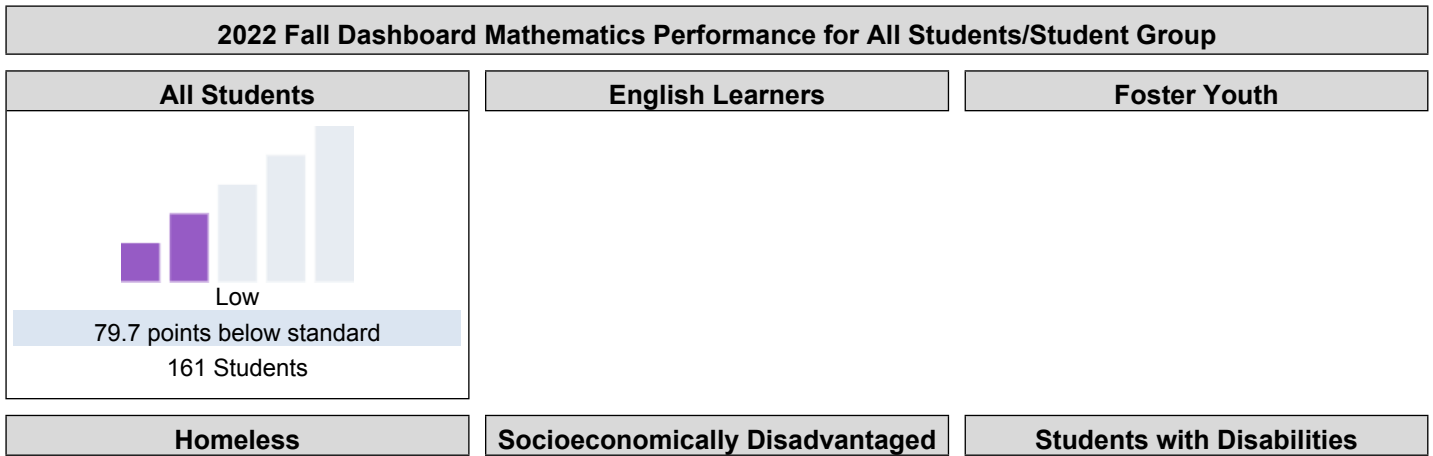 2022 Fall Dashboard Mathematics Performance for All Students/Student Group
All Students
English Learners
Foster Youth
Low
79.7 points below standard
161 Students
Homeless
Socioeconomically Disadvantaged
Students with Disabilities